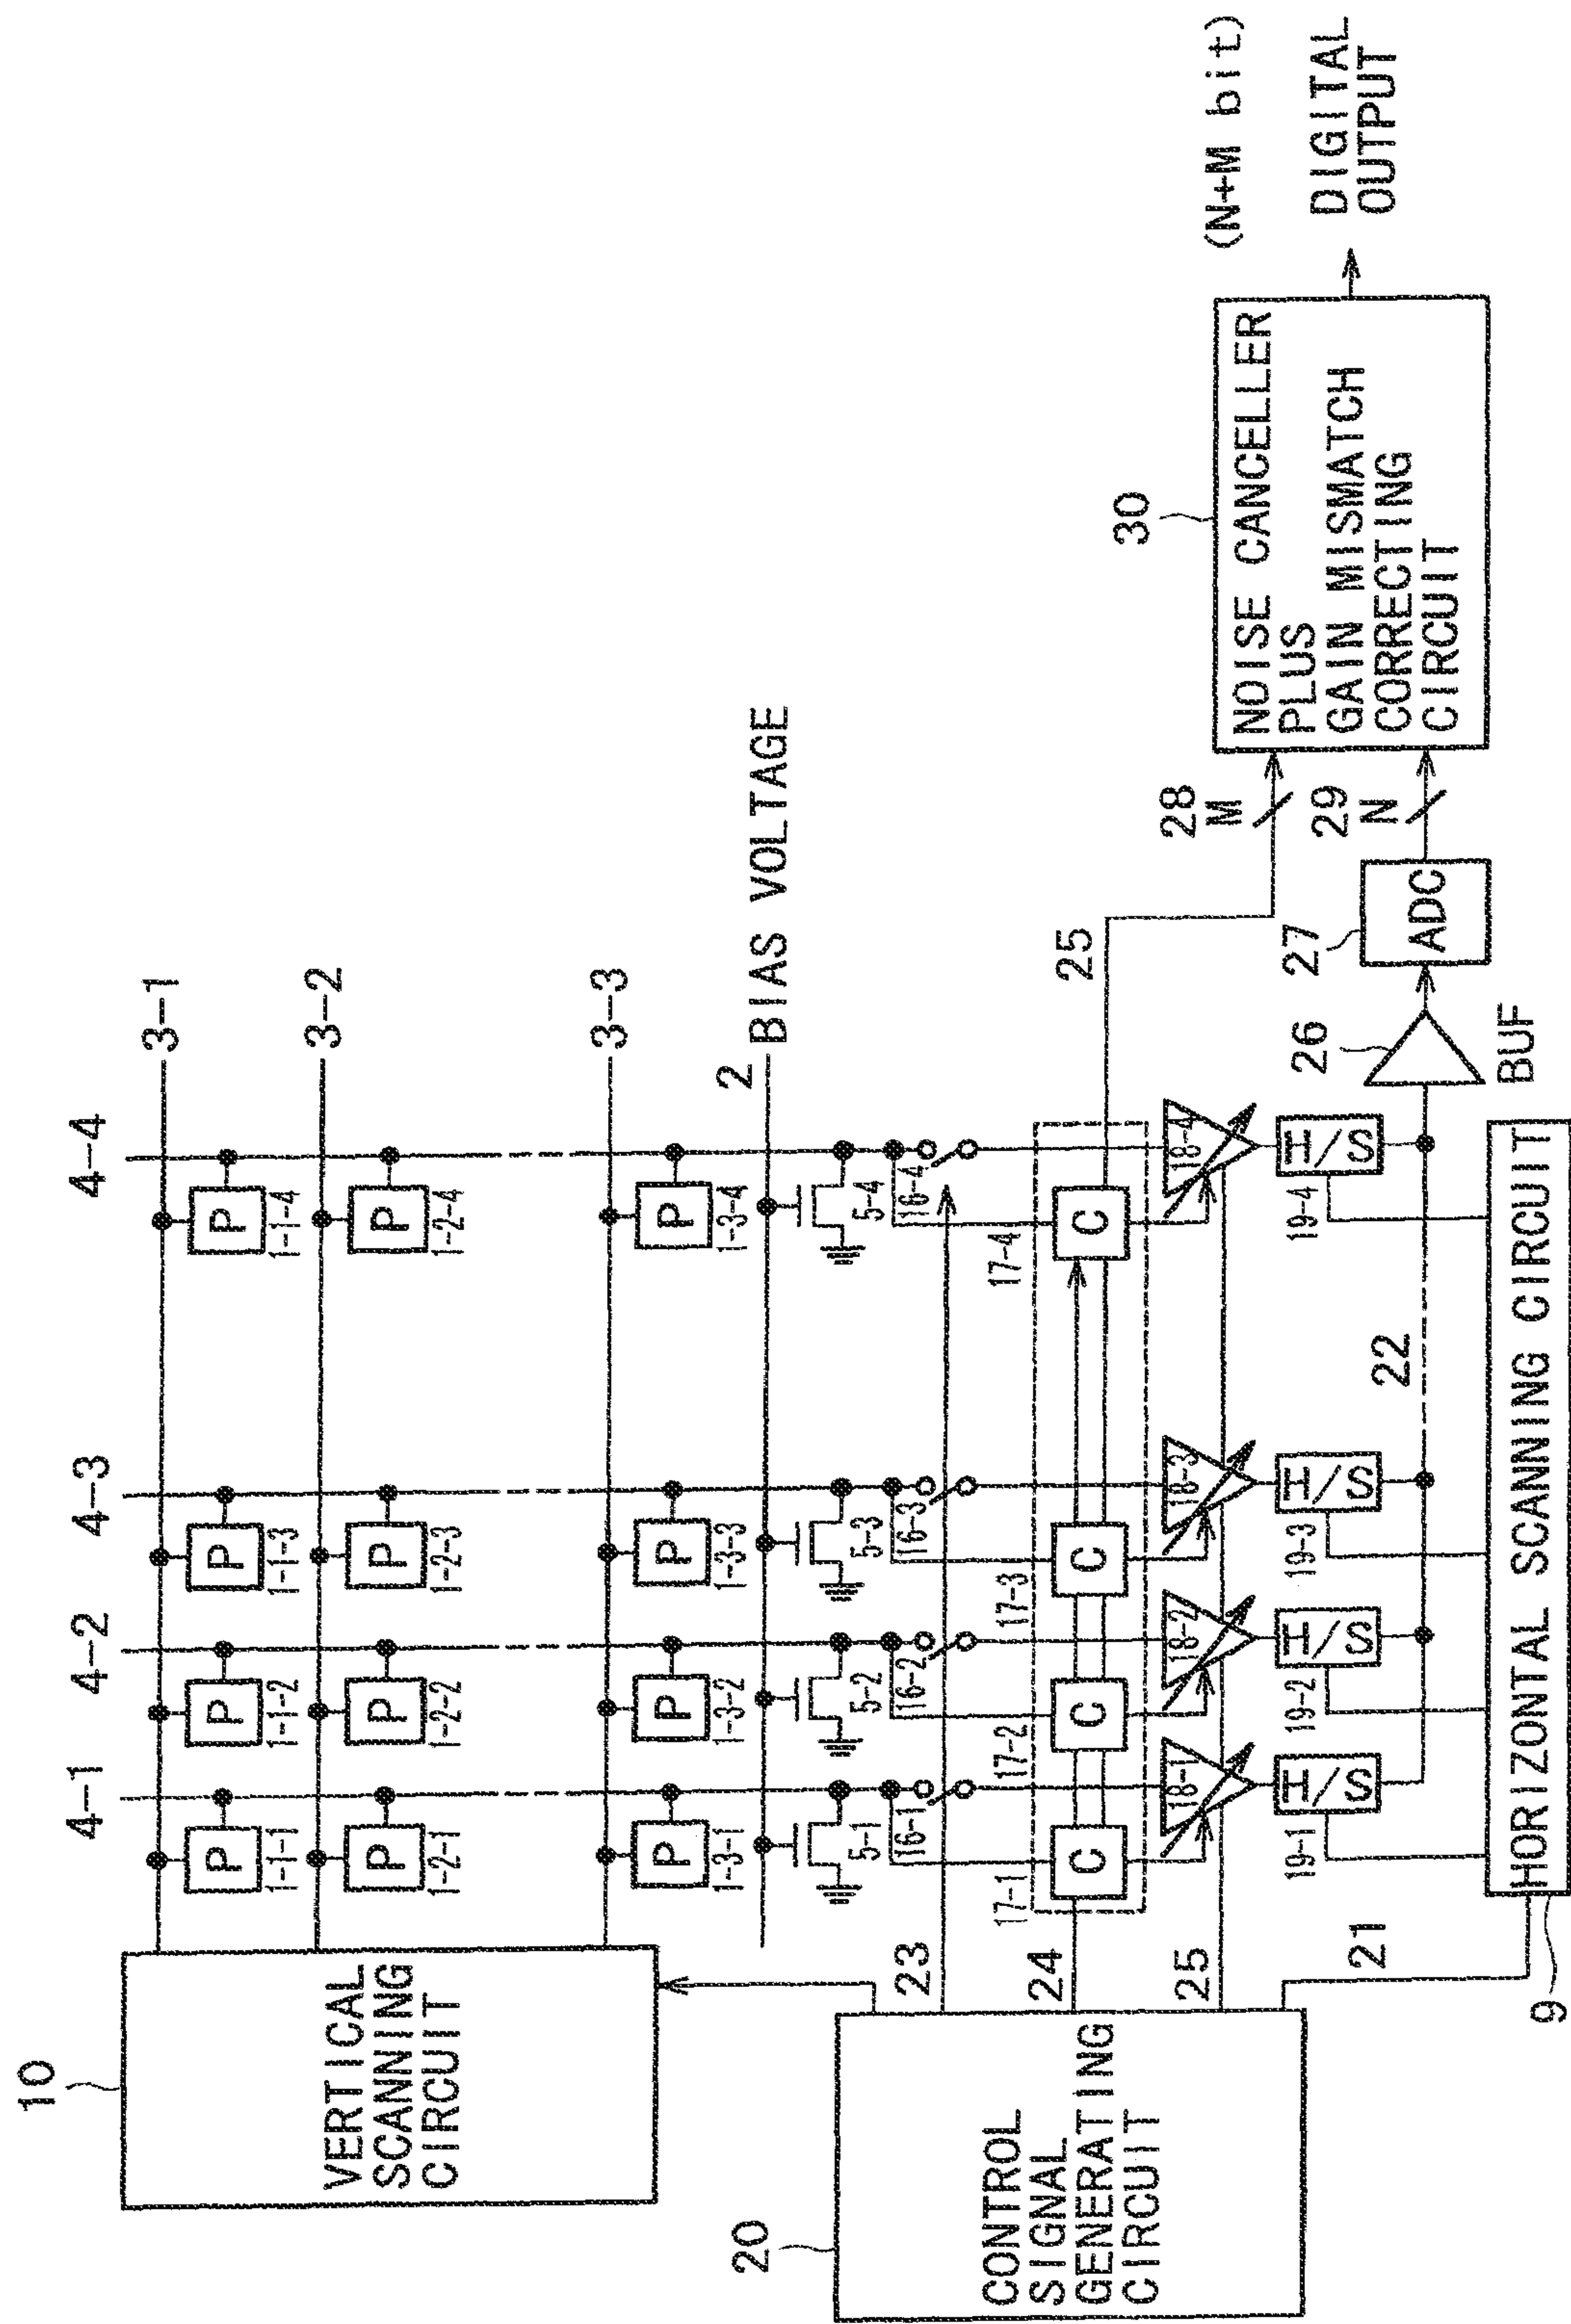 4-1
4-2
4-3
4-4
10
VERTICAL
SCANNING
CIRCUIT
3-1
P
P
P
P
1-1-1
1-1-2
1-1-3
1-1-4
3-2
P
P
P
P
1-2-1
1-2-2
1-2-3
1-2-4
3-3
P
P
P
P
1-3-1
1-3-2
1-3-3
1-3-4
2
BIAS VOLTAGE
5-1
5-2
5-3
5-4
16-1
16-2
16-3
16-4
20
CONTROL
SIGNAL
GENERATING
CIRCUIT
23
24
25
21
17-1
17-2
17-3
17-4
C
C
C
C
25
18-1
18-2
18-3
18-4
19-1
19-2
19-3
19-4
H/S
H/S
H/S
H/S
22
26
BUF
27
ADC
28
M
29
N
30
NOISE CANCELLER
PLUS
GAIN MISMATCH
CORRECTING
CIRCUIT
(N+M bit)
DIGITAL
OUTPUT
HORIZONTAL SCANNING CIRCUIT
9